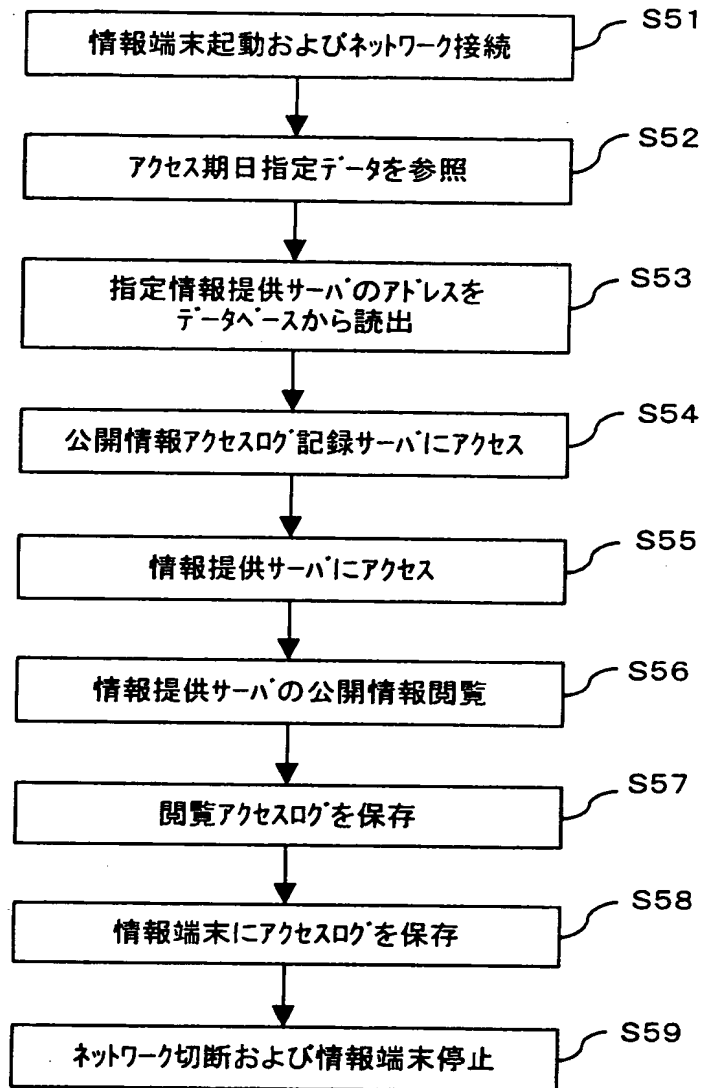 情報端末起動およびネットワーク接続
S51
アクセス期日指定データを参照
S52
指定情報提供サーバのアドレスを
データベースから読出
S53
公開情報アクセスログ記録サーバにアクセス
S54
情報提供サーバにアクセス
S55
情報提供サーバの公開情報閲覧
S56
閲覧アクセスログを保存
S57
情報端末にアクセスログを保存
S58
ネットワーク切断および情報端末停止
S59